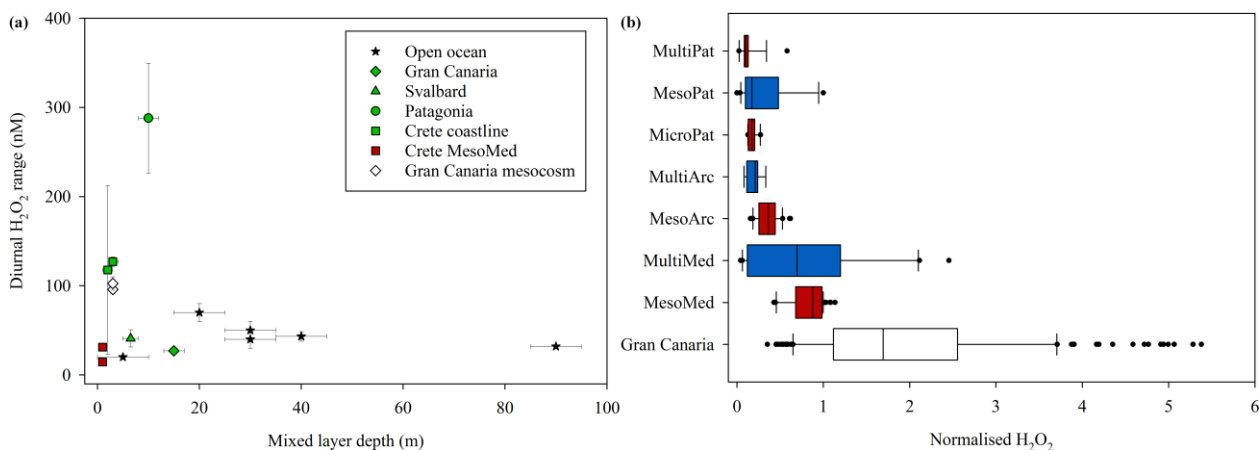 (a)
400
300
200
100
0
Diurnal H₂O₂ range (nM)
Open ocean
Gran Canaria
Svalbard
Patagonia
Crete coastline
Crete MesoMed
Gran Canaria mesocosm
0 20 40 60 80 100
Mixed layer depth (m)
(b)
MultiPat
MesoPat
MicroPat
MultiArc
MesoArc
MultiMed
MesoMed
Gran Canaria
0 1 2 3 4 5 6
Normalised H₂O₂